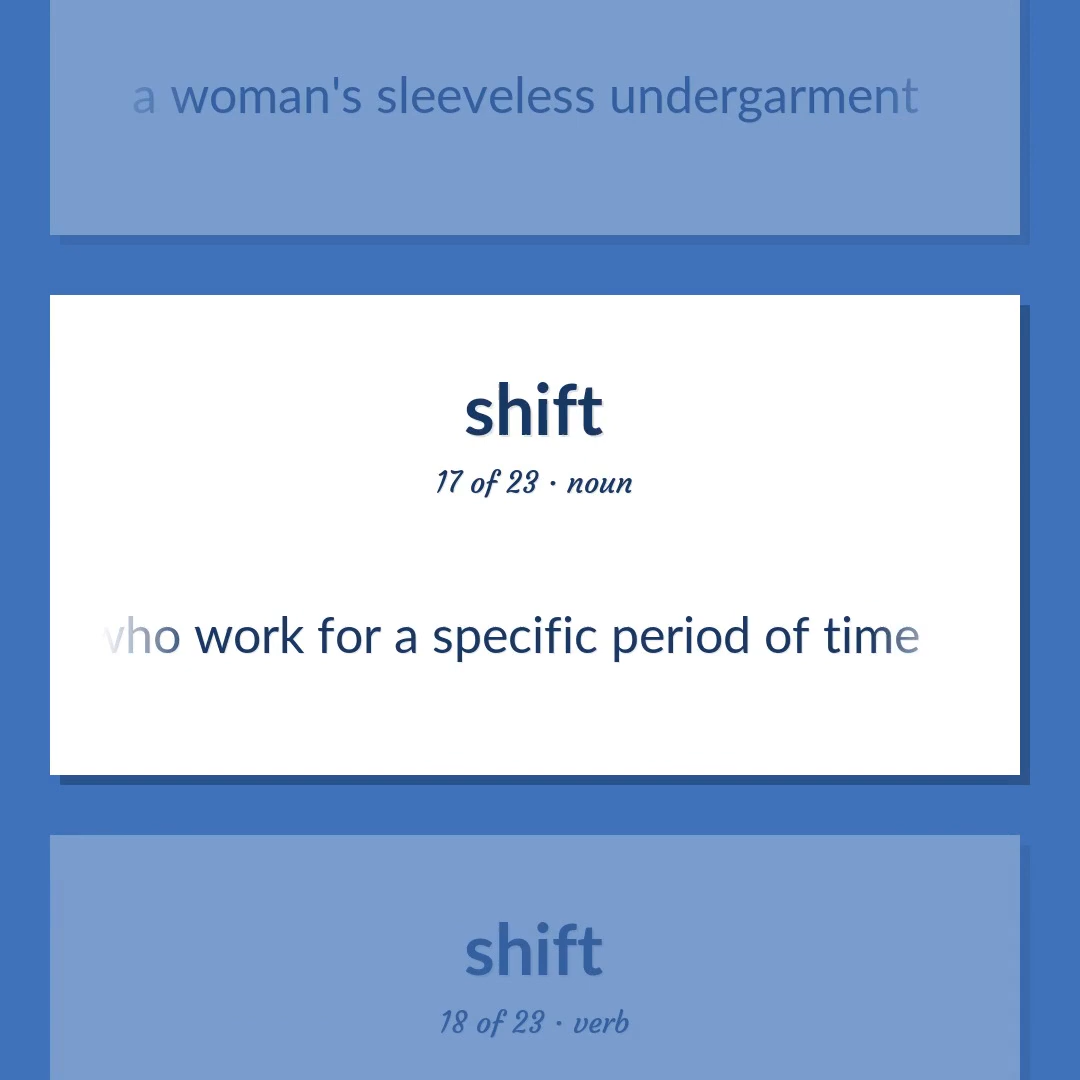 a woman's sleeveless undergarment
shift
17 of 23 · noun
who work for a specific period of time
shift
18 of 23 · verb